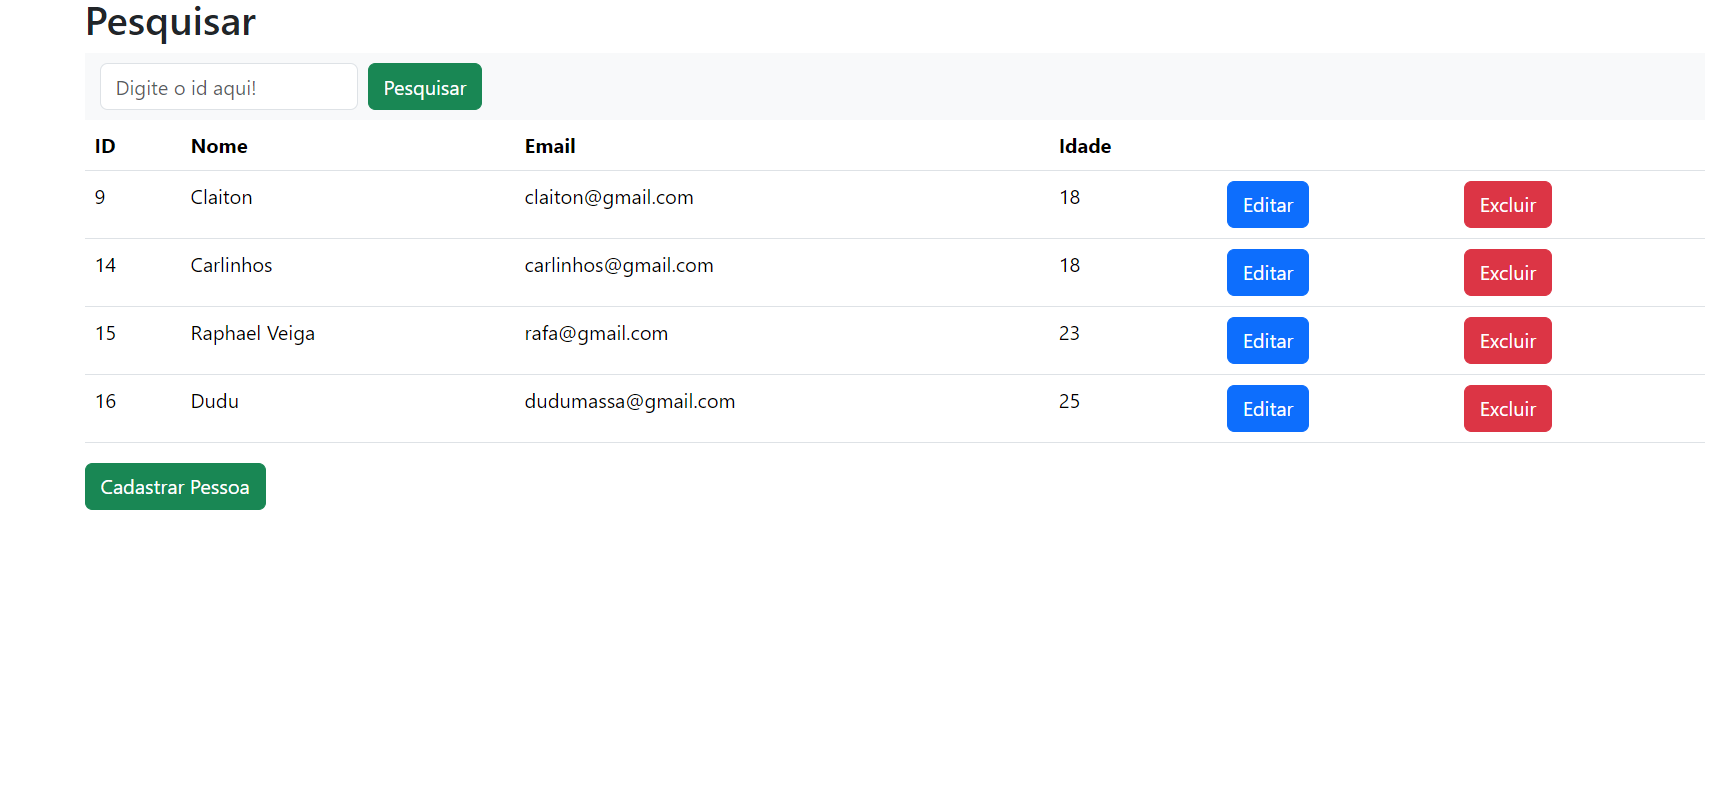 Pesquisar
Digite o id aqui! Pesquisar
ID Nome Email Idade
9 Claiton claiton@gmail.com 18 Editar Excluir
14 Carlinhos carlinhos@gmail.com 18 Editar Excluir
15 Raphael Veiga rafa@gmail.com 23 Editar Excluir
16 Dudu dudumassa@gmail.com 25 Editar Excluir
Cadastrar Pessoa